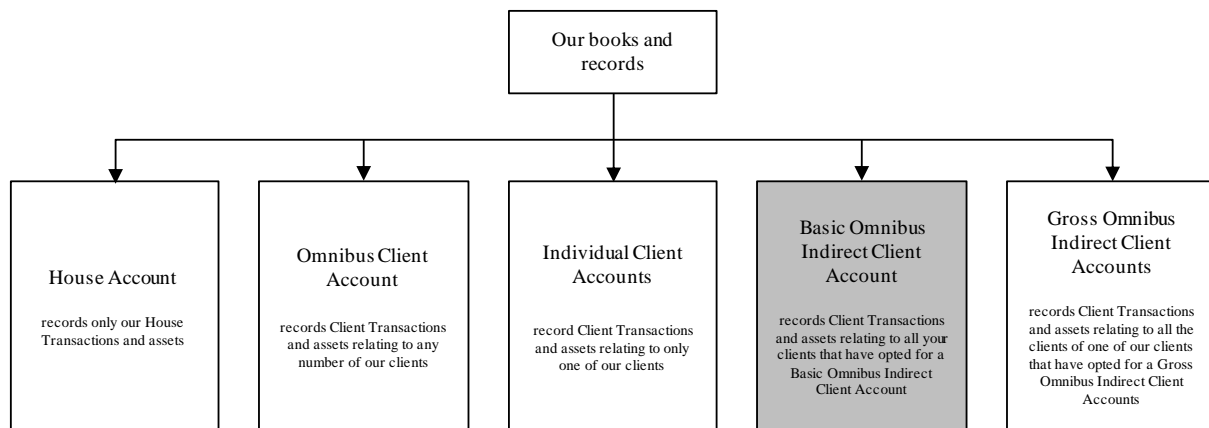 Our books and
records
House Account
records only our House
Transactions and assets
Omnibus Client
Account
records Client Transactions
and assets relating to any
number of our clients
Individual Client
Accounts
record Client Transactions
and assets relating to only
one of our clients
Basic Omnibus
Indirect Client
Account
records Client Transactions
and assets relating to all your
clients that have opted for a
Basic Omnibus Indirect
Client Account
Gross Omnibus
Indirect Client
Accounts
records Client Transactions
and assets relating to all the
clients of one of our clients
that have opted for a Gross
Omnibus Indirect Client
Accounts